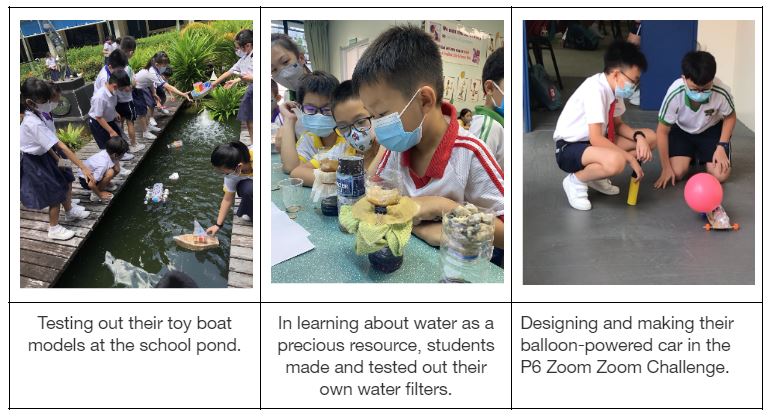 Testing out their toy boat
models at the school pond.
In learning about water as a
precious resource, students
made and tested out their
own water filters.
Designing and making their
balloon-powered car in the
P6 Zoom Zoom Challenge.